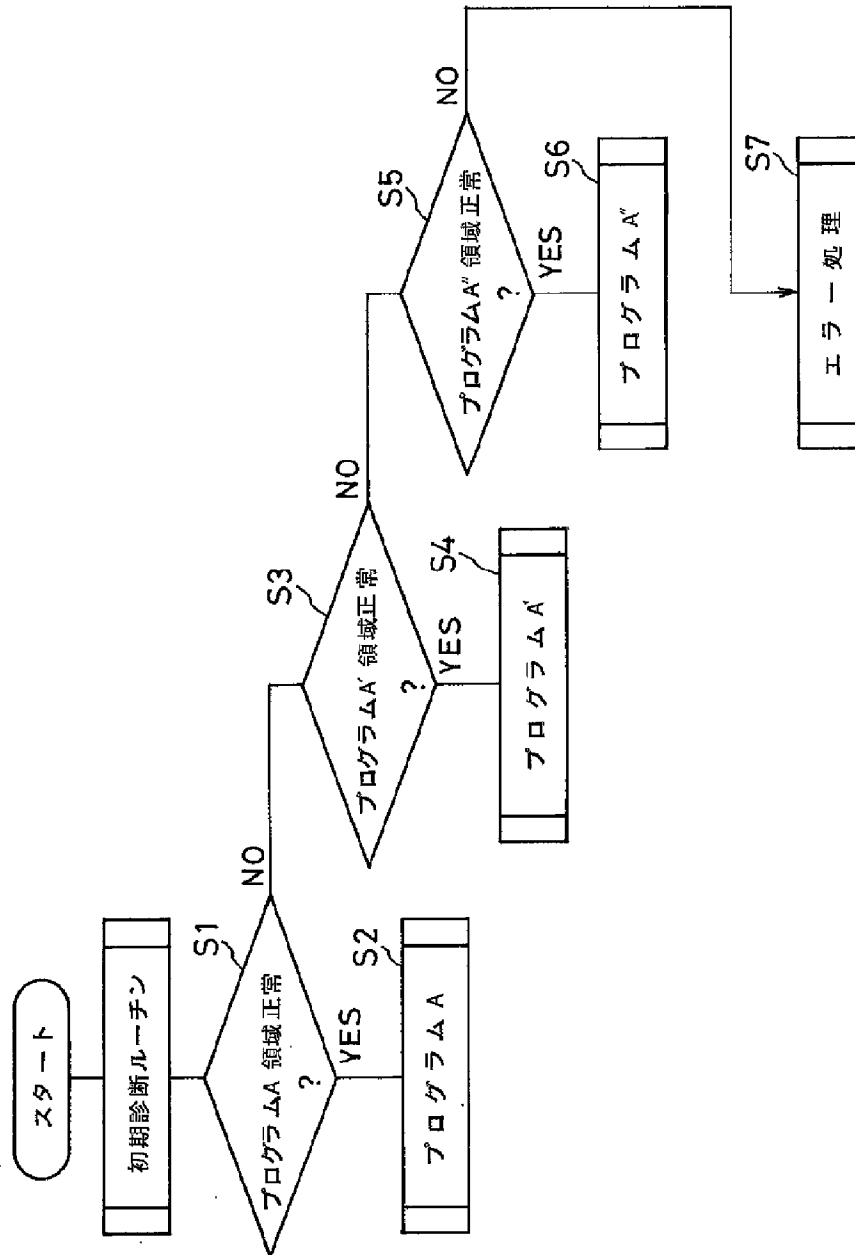 スタート
初期診断ルーチン
S1
プログラムA 領域正常
?
NO
YES
S2
プログラム A
S3
プログラムA' 領域正常
?
NO
YES
S4
プログラム A'
S5
プログラムA" 領域正常
?
NO
YES
S6
プログラム A"
S7
エラー処理